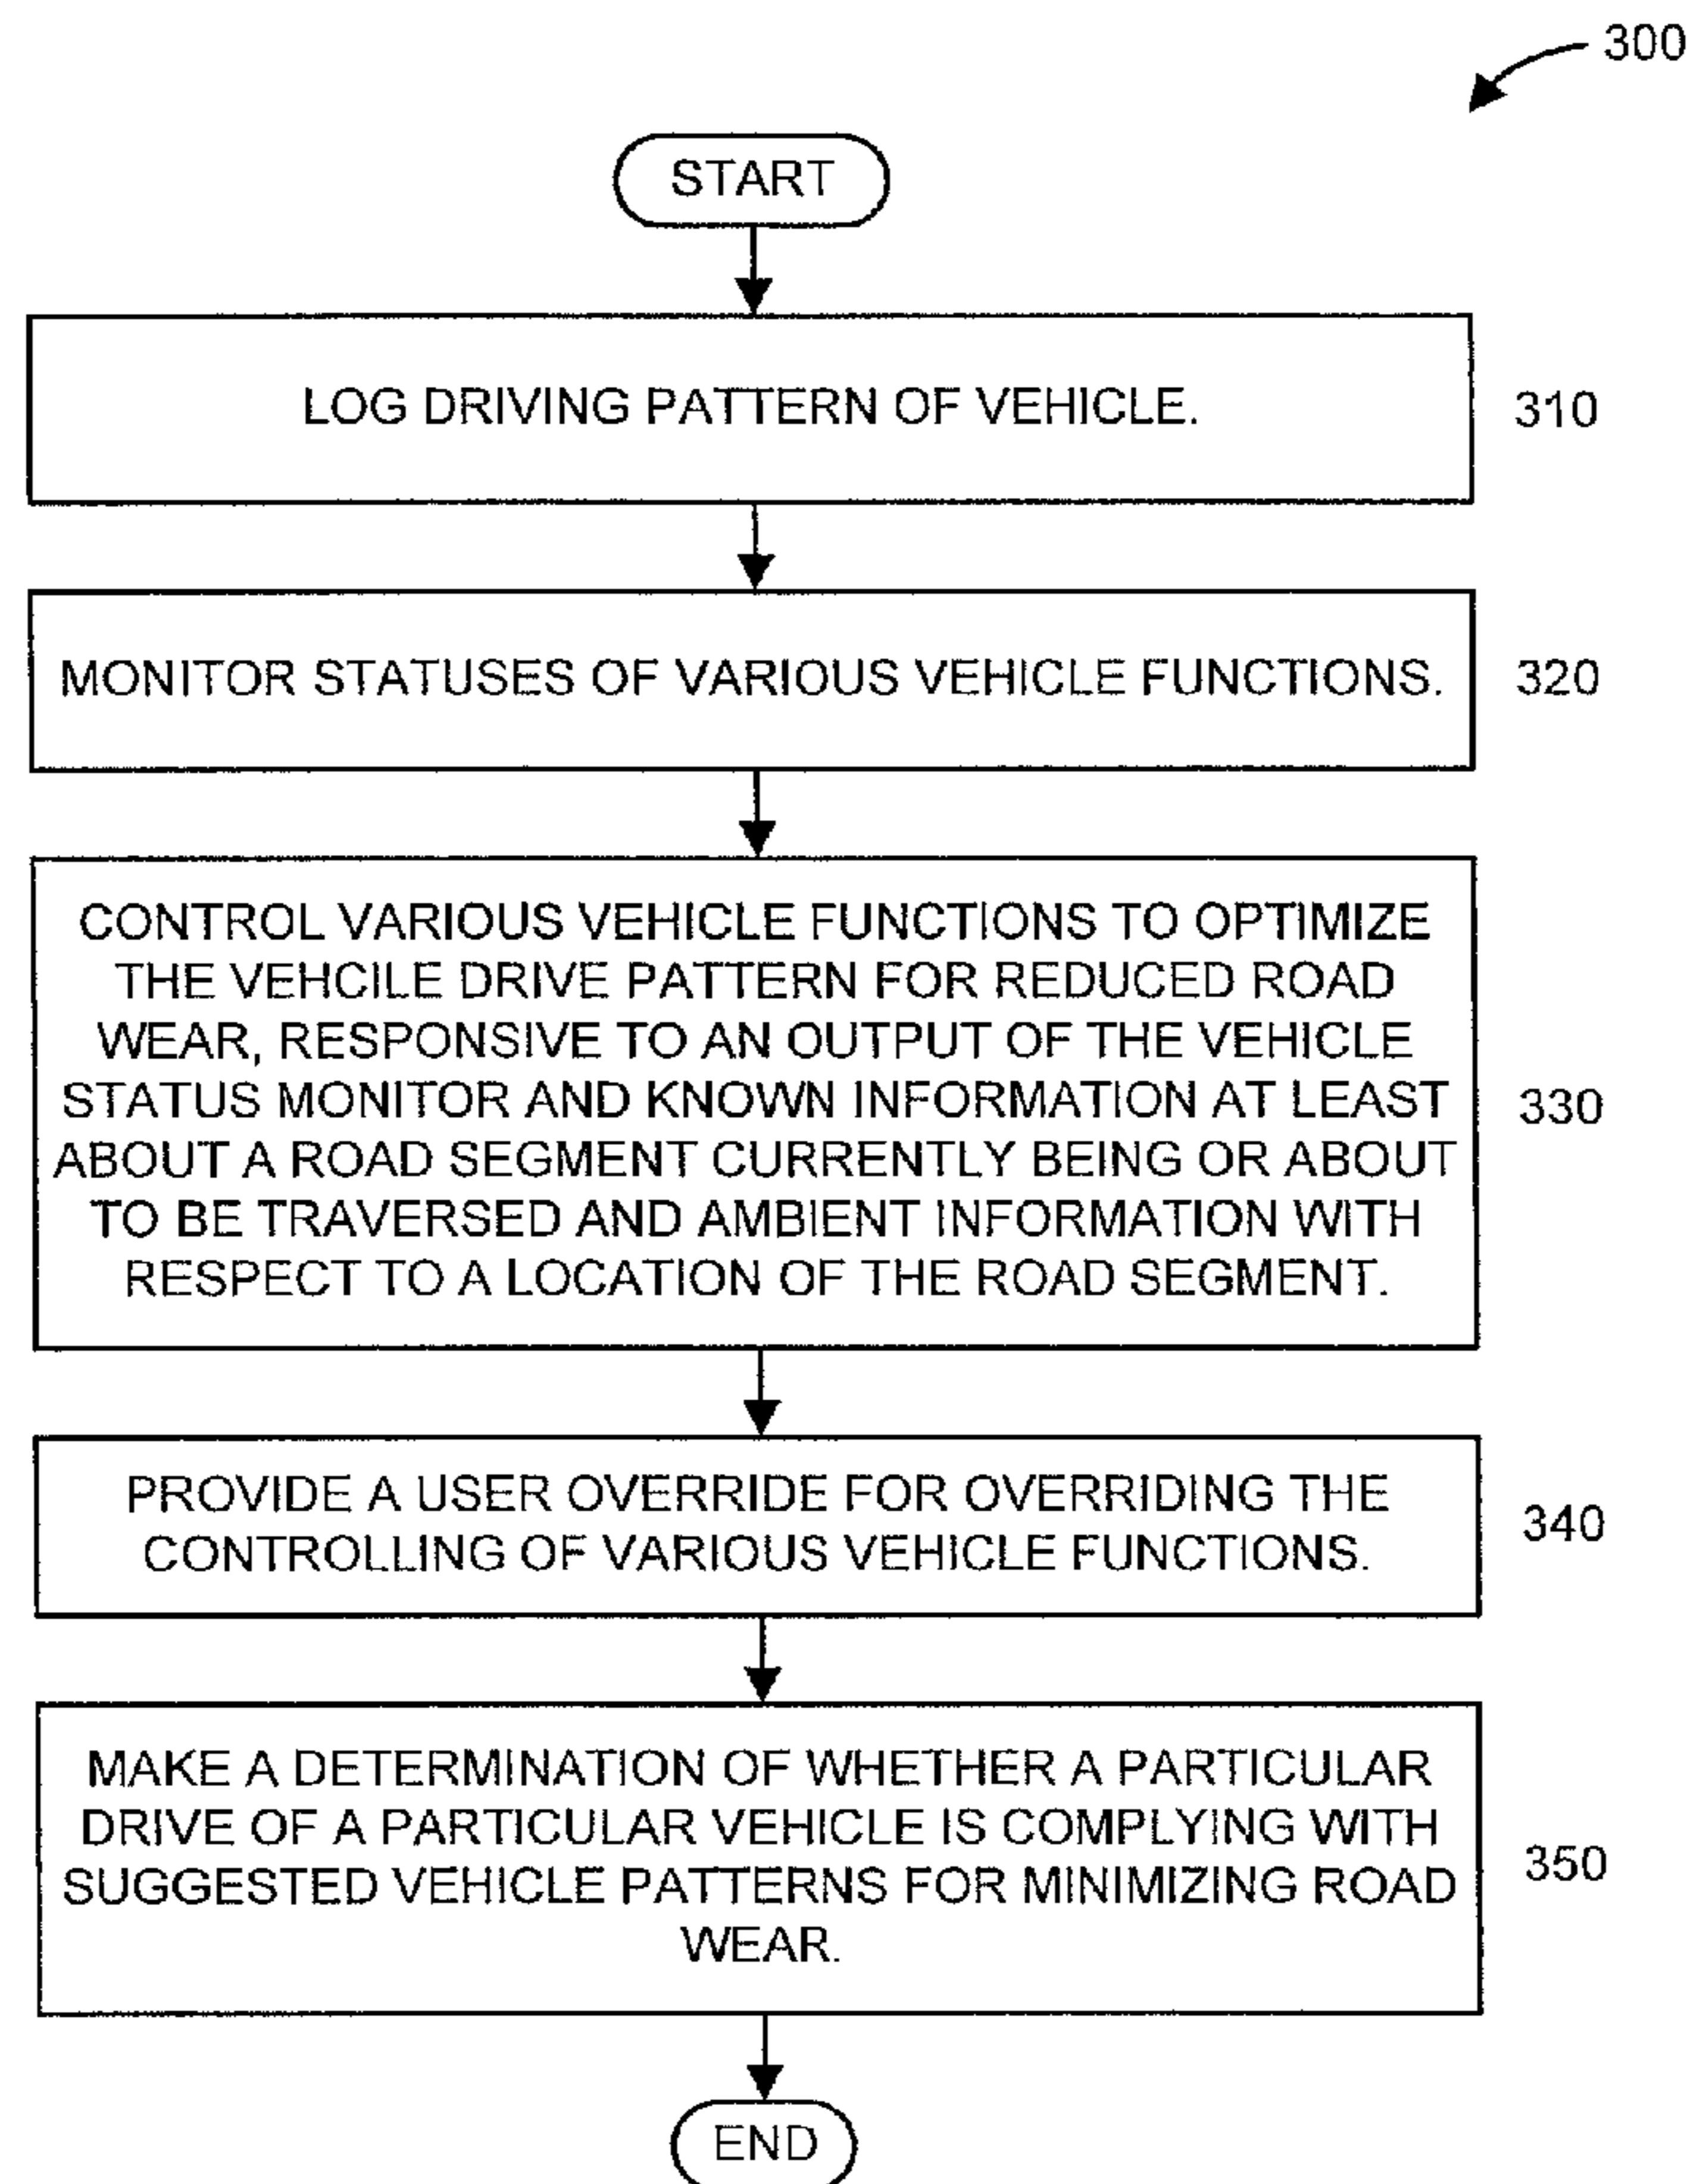 300
START
LOG DRIVING PATTERN OF VEHICLE.
310
MONITOR STATUSES OF VARIOUS VEHICLE FUNCTIONS.
320
CONTROL VARIOUS VEHICLE FUNCTIONS TO OPTIMIZE
THE VEHCILE DRIVE PATTERN FOR REDUCED ROAD
WEAR, RESPONSIVE TO AN OUTPUT OF THE VEHICLE
STATUS MONITOR AND KNOWN INFORMATION AT LEAST
ABOUT A ROAD SEGMENT CURRENTLY BEING OR ABOUT
TO BE TRAVERSED AND AMBIENT INFORMATION WITH
RESPECT TO A LOCATION OF THE ROAD SEGMENT.
330
PROVIDE A USER OVERRIDE FOR OVERRIDING THE
CONTROLLING OF VARIOUS VEHICLE FUNCTIONS.
340
MAKE A DETERMINATION OF WHETHER A PARTICULAR
DRIVE OF A PARTICULAR VEHICLE IS COMPLYING WITH
SUGGESTED VEHICLE PATTERNS FOR MINIMIZING ROAD
WEAR.
350
END